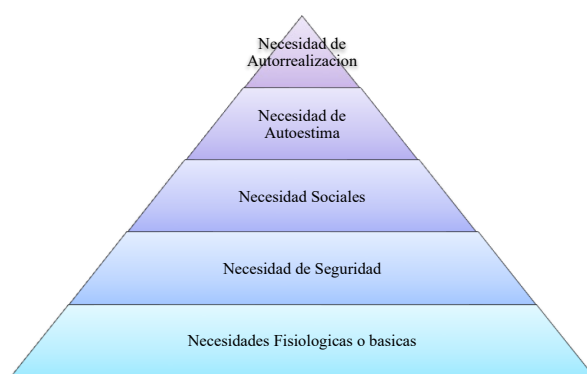 Necesidad de
Autorrealizacion
Necesidad de
Autoestima
Necesidad Sociales
Necesidad de Seguridad
Necesidades Fisiologicas o basicas